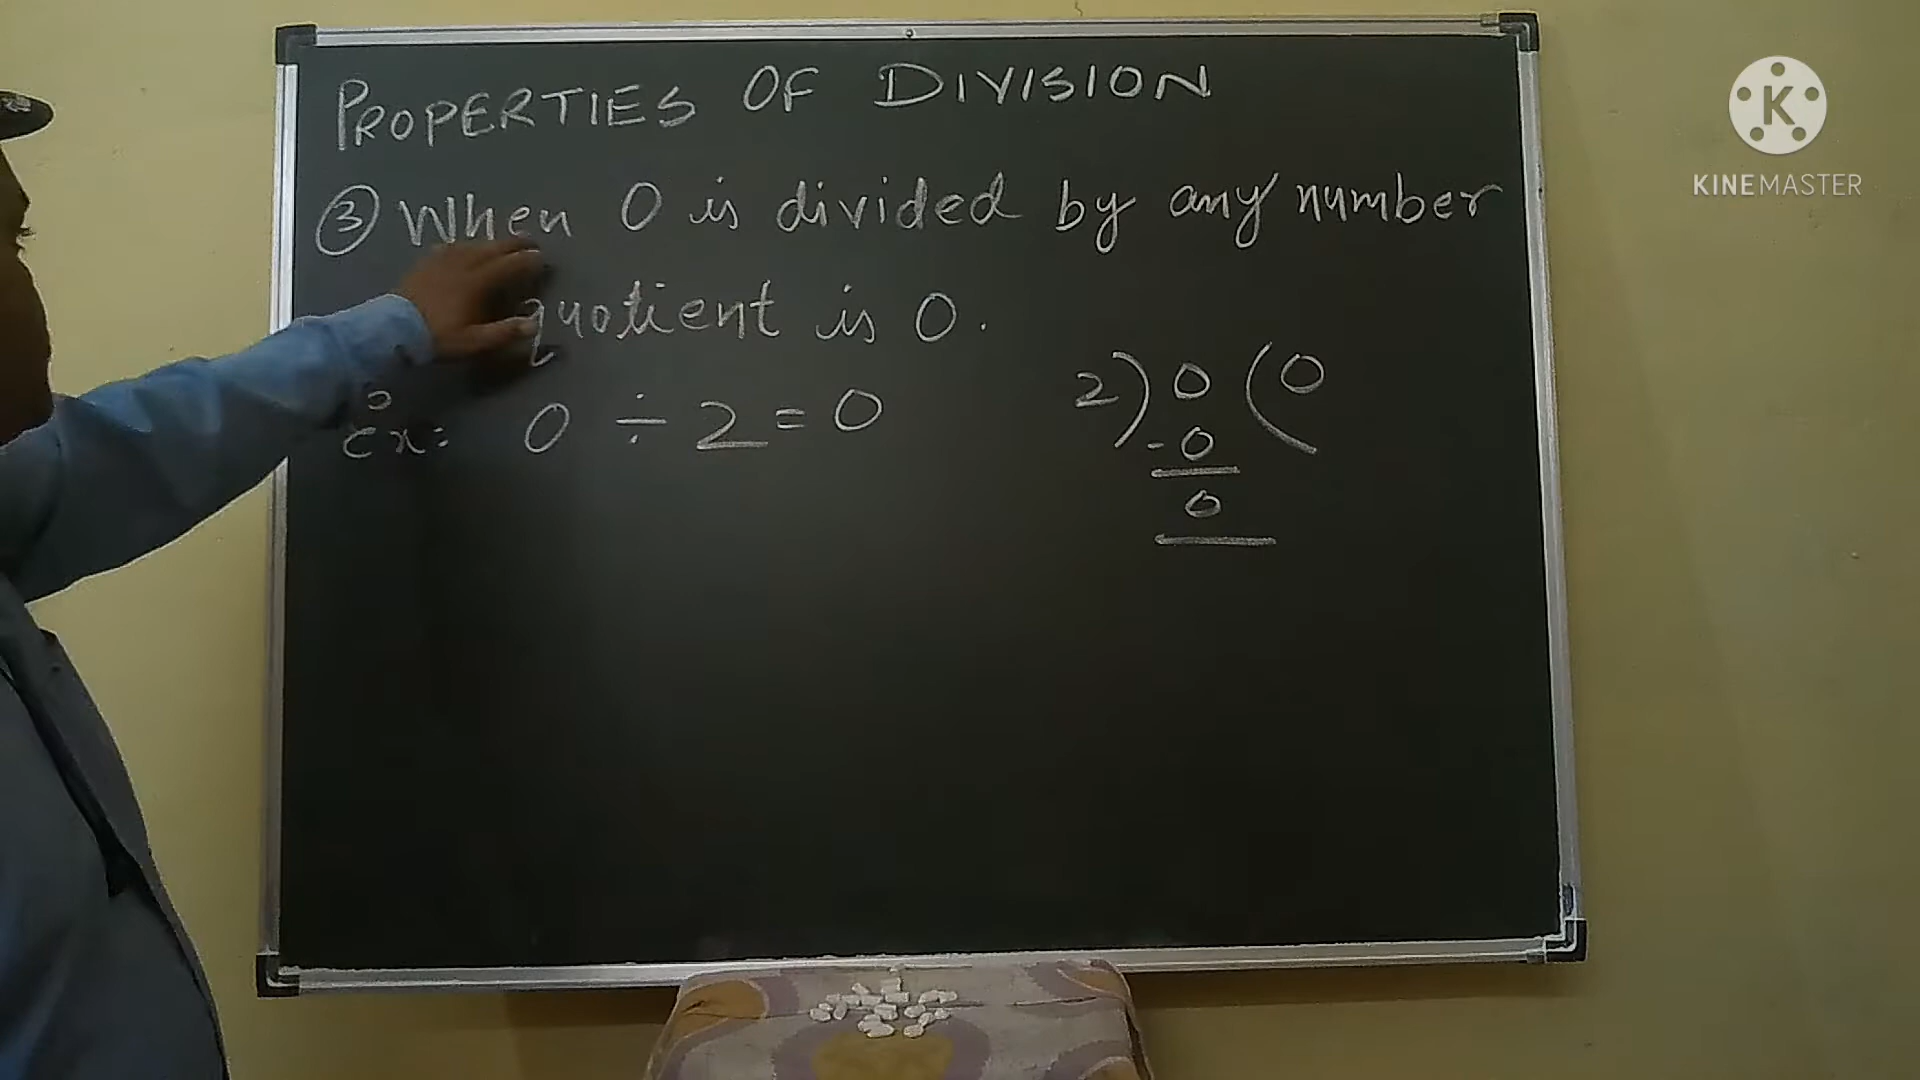 PROPERTIES OF DIVISION
③ When 0 is divided by any number
quotient is 0.
Ex: 0 ÷ 2 = 0
2)0(0
-0
0
K
KINEMASTER